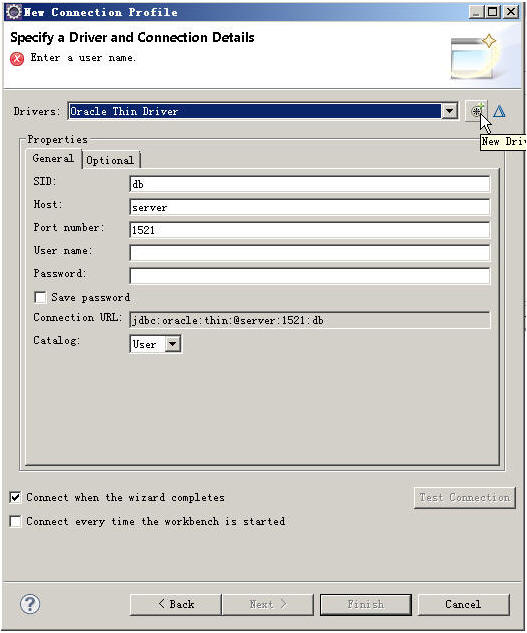 New Connection Profile
Specify a Driver and Connection Details
Enter a user name.
Drivers: Oracle Thin Driver
New Driv
Properties
General Optional
SID: db
Host: server
Port number: 1521
User name:
Password:
Save password
Connection URL: jdbc:oracle:thin:@server:1521:db
Catalog: User
Connect when the wizard completes
Test Connection
Connect every time the workbench is started
? < Back Next > Finish Cancel